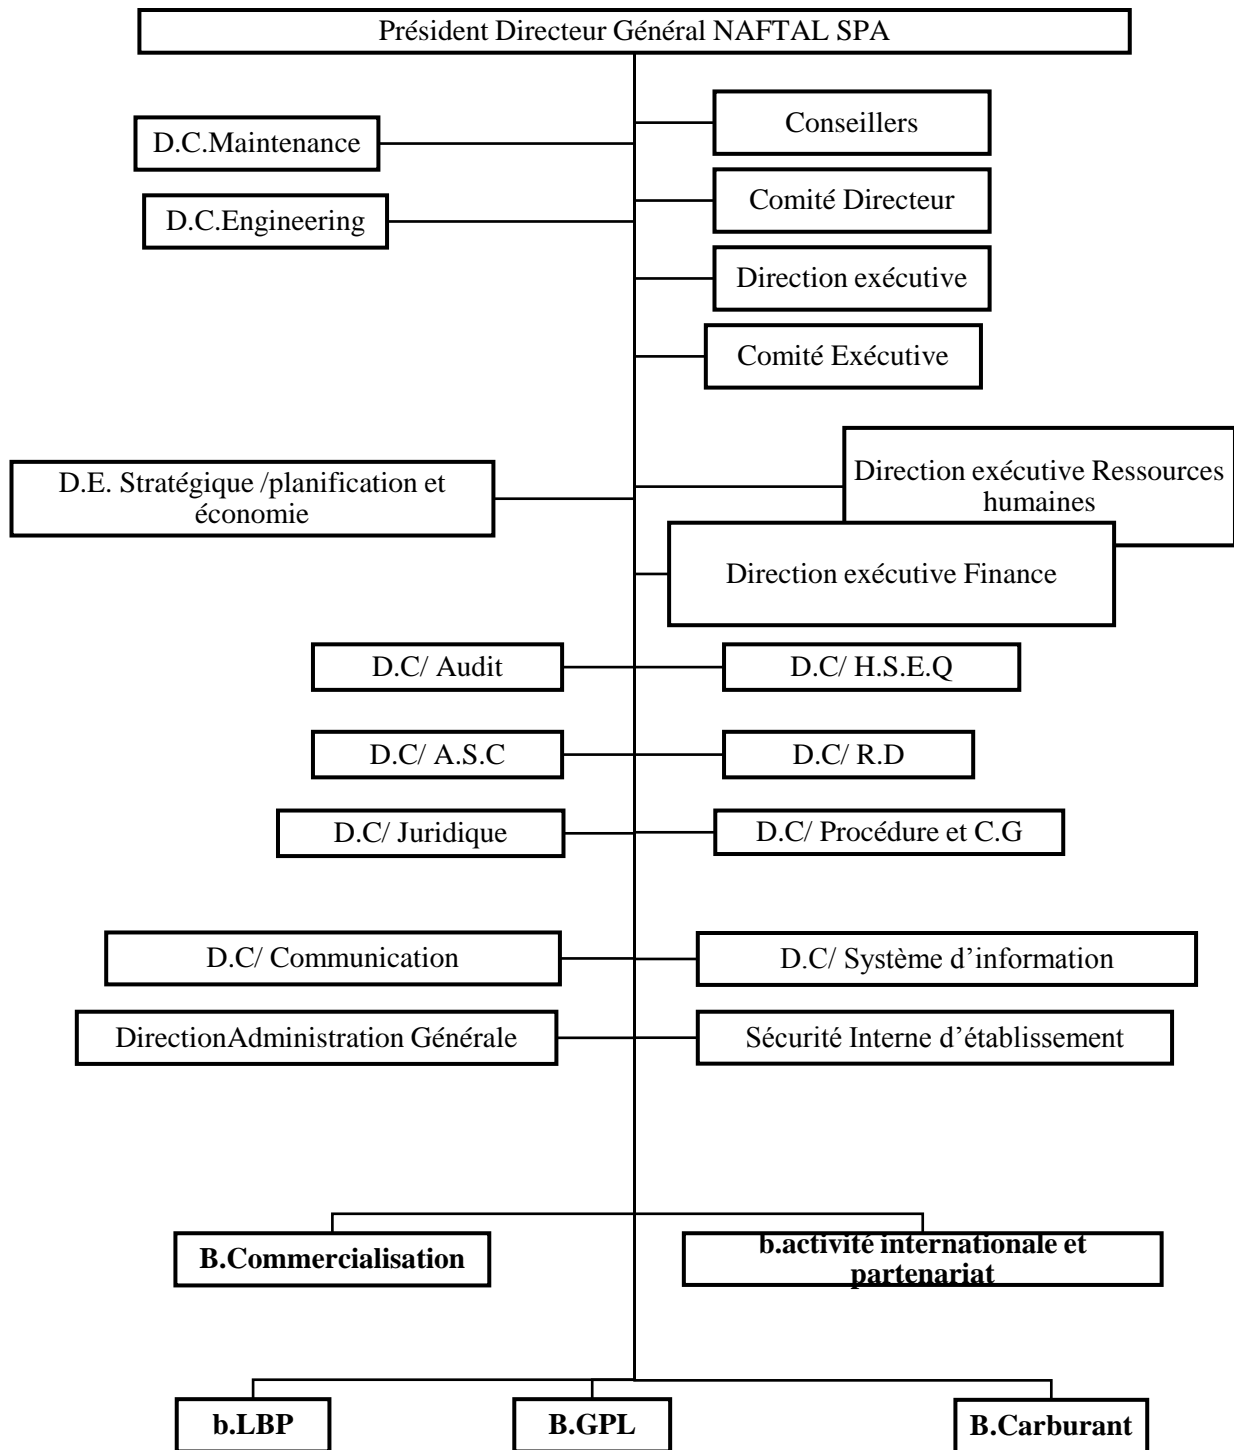 Président Directeur Général NAFTAL SPA
Conseillers
D.C.Maintenance
Comité Directeur
D.C.Engineering
Direction exécutive
Comité Exécutive
Direction exécutive Ressources
humaines
D.E. Stratégique /planification et
économie
Direction exécutive Finance
D.C/ Audit
D.C/ H.S.E.Q
D.C/ A.S.C
D.C/ R.D
D.C/ Juridique
D.C/ Procédure et C.G
D.C/ Communication
D.C/ Système d’information
DirectionAdministration Générale
Sécurité Interne d’établissement
B.Commercialisation
b.activité internationale et
partenariat
b.LBP
B.GPL
B.Carburant